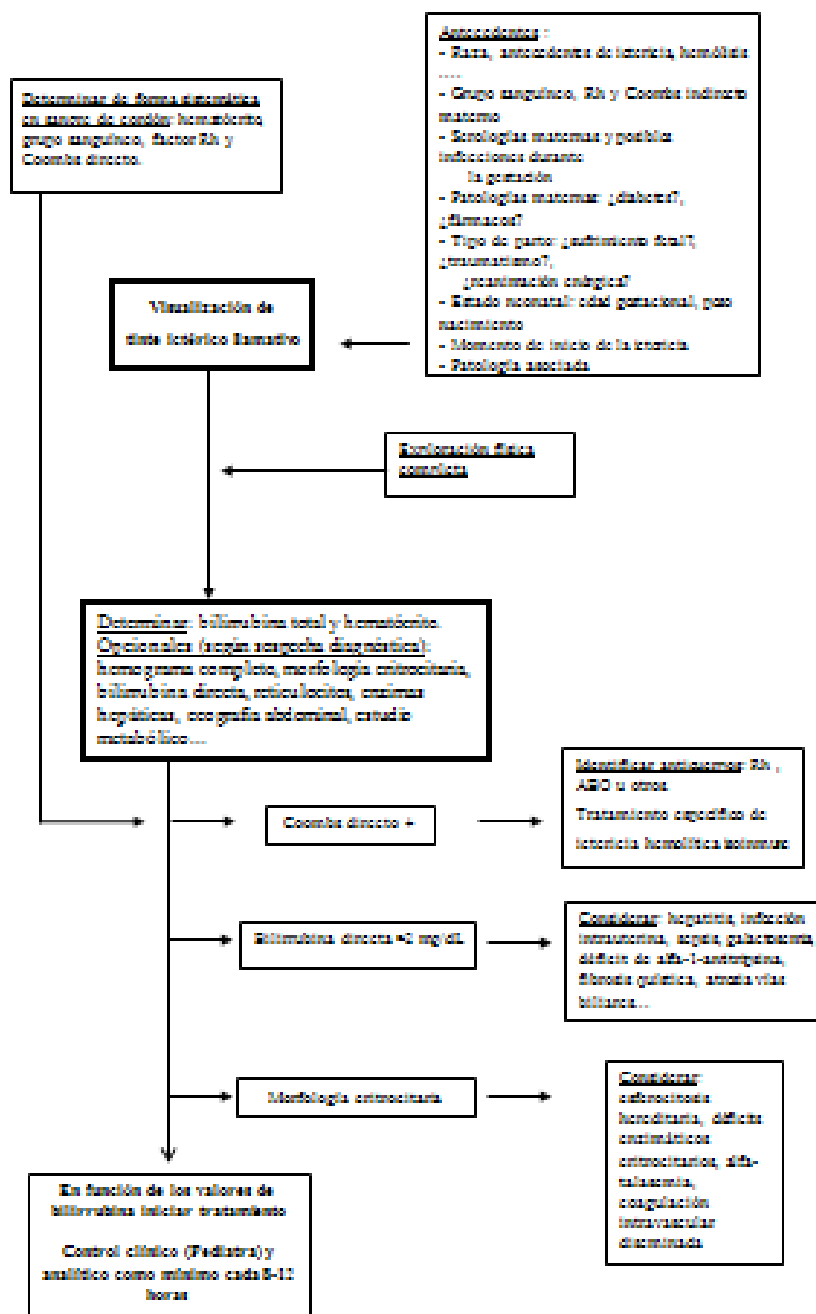 Antecedentes :
- Raza, antecedentes de ictericia, hemólisis
....
- Grupo sanguíneo, Rh y Coombs indirecto
materno
- Serologías maternas y posibles
infecciones durante
la gestación
- Patologías maternas: ¿diabetes?,
¿fármacos?
- Tipo de parto: ¿sufrimiento fetal?,
¿traumatismo?,
¿reanimación enérgica?
- Estado neonatal: edad gestacional, peso
nacimiento
- Momento de inicio de la ictericia
- Patología asociada
Determinar de forma sistemática
en sangre de cordón: hematócrito,
grupo sanguíneo, factor Rh y
Coombs directo.
Visualización de
tinte ictérico llamativo
Exploración física
completa
Determinar: bilirrubina total y hematócrito.
Opcionales (según sospecha diagnóstica):
hemograma completo, morfología eritrocitaria,
bilirrubina directa, reticulocitos, enzimas
hepáticas, ecografía abdominal, estudio
metabólico...
Coombs directo +
Identificar anticuerpos: Rh ,
ABO u otros
Tratamiento específico de
ictericia hemolítica isoinmune
Bilirrubina directa 2 mg/dL
Considerar: hepatitis, infección
intrauterina, sepsis, galactosemia,
déficit de alfa-1-antitripsina,
fibrosis quística, atresia vías
biliares...
Morfología eritrocitaria
Considerar:
esferocitosis
hereditaria, déficits
enzimáticos
eritrocitarios, alfa-
talasemia,
coagulación
intravascular
diseminada
En función de los valores de
bilirrubina iniciar tratamiento
Control clínico (Pediatra) y
analítico como mínimo cada 8-12
horas